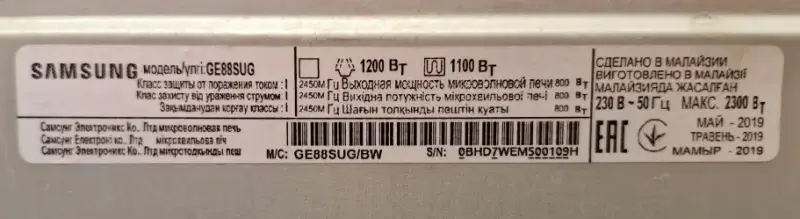 SAMSUNG модель/үлгі:GE88SUG
Класс защиты от поражения током : I
Клас захисту від ураження струмом : I
Зақымданудан қорғау классы : I
1200 Вт 1100 Вт
2450М Гц Выходная мощность микроволновой печи 800 Вт
2450М Гц Вихідна потужність мікрохвильової печі 800 Вт
2450М Гц Шағын толқынды пештің қуаты 800 Вт
СДЕЛАНО В МАЛАЙЗИИ
ВИГОТОВЛЕНО В МАЛАЙЗІЇ
МАЛАЙЗИЯДА ЖАСАЛҒАН
230 В ~ 50 Гц МАКС. 2300 Вт
Самсунг Электроникс Ко., Лтд микроволновая печь
Самсунг Електронікс Ко., Лтд мікрохвильова піч
Самсунг Электроникс Ко., Лтд микротолқынды пеш
M/C: GE88SUG/BW S/N: 0BHD7WEM500109H
EAC
МАЙ - 2019
ТРАВЕНЬ - 2019
МАМЫР - 2019